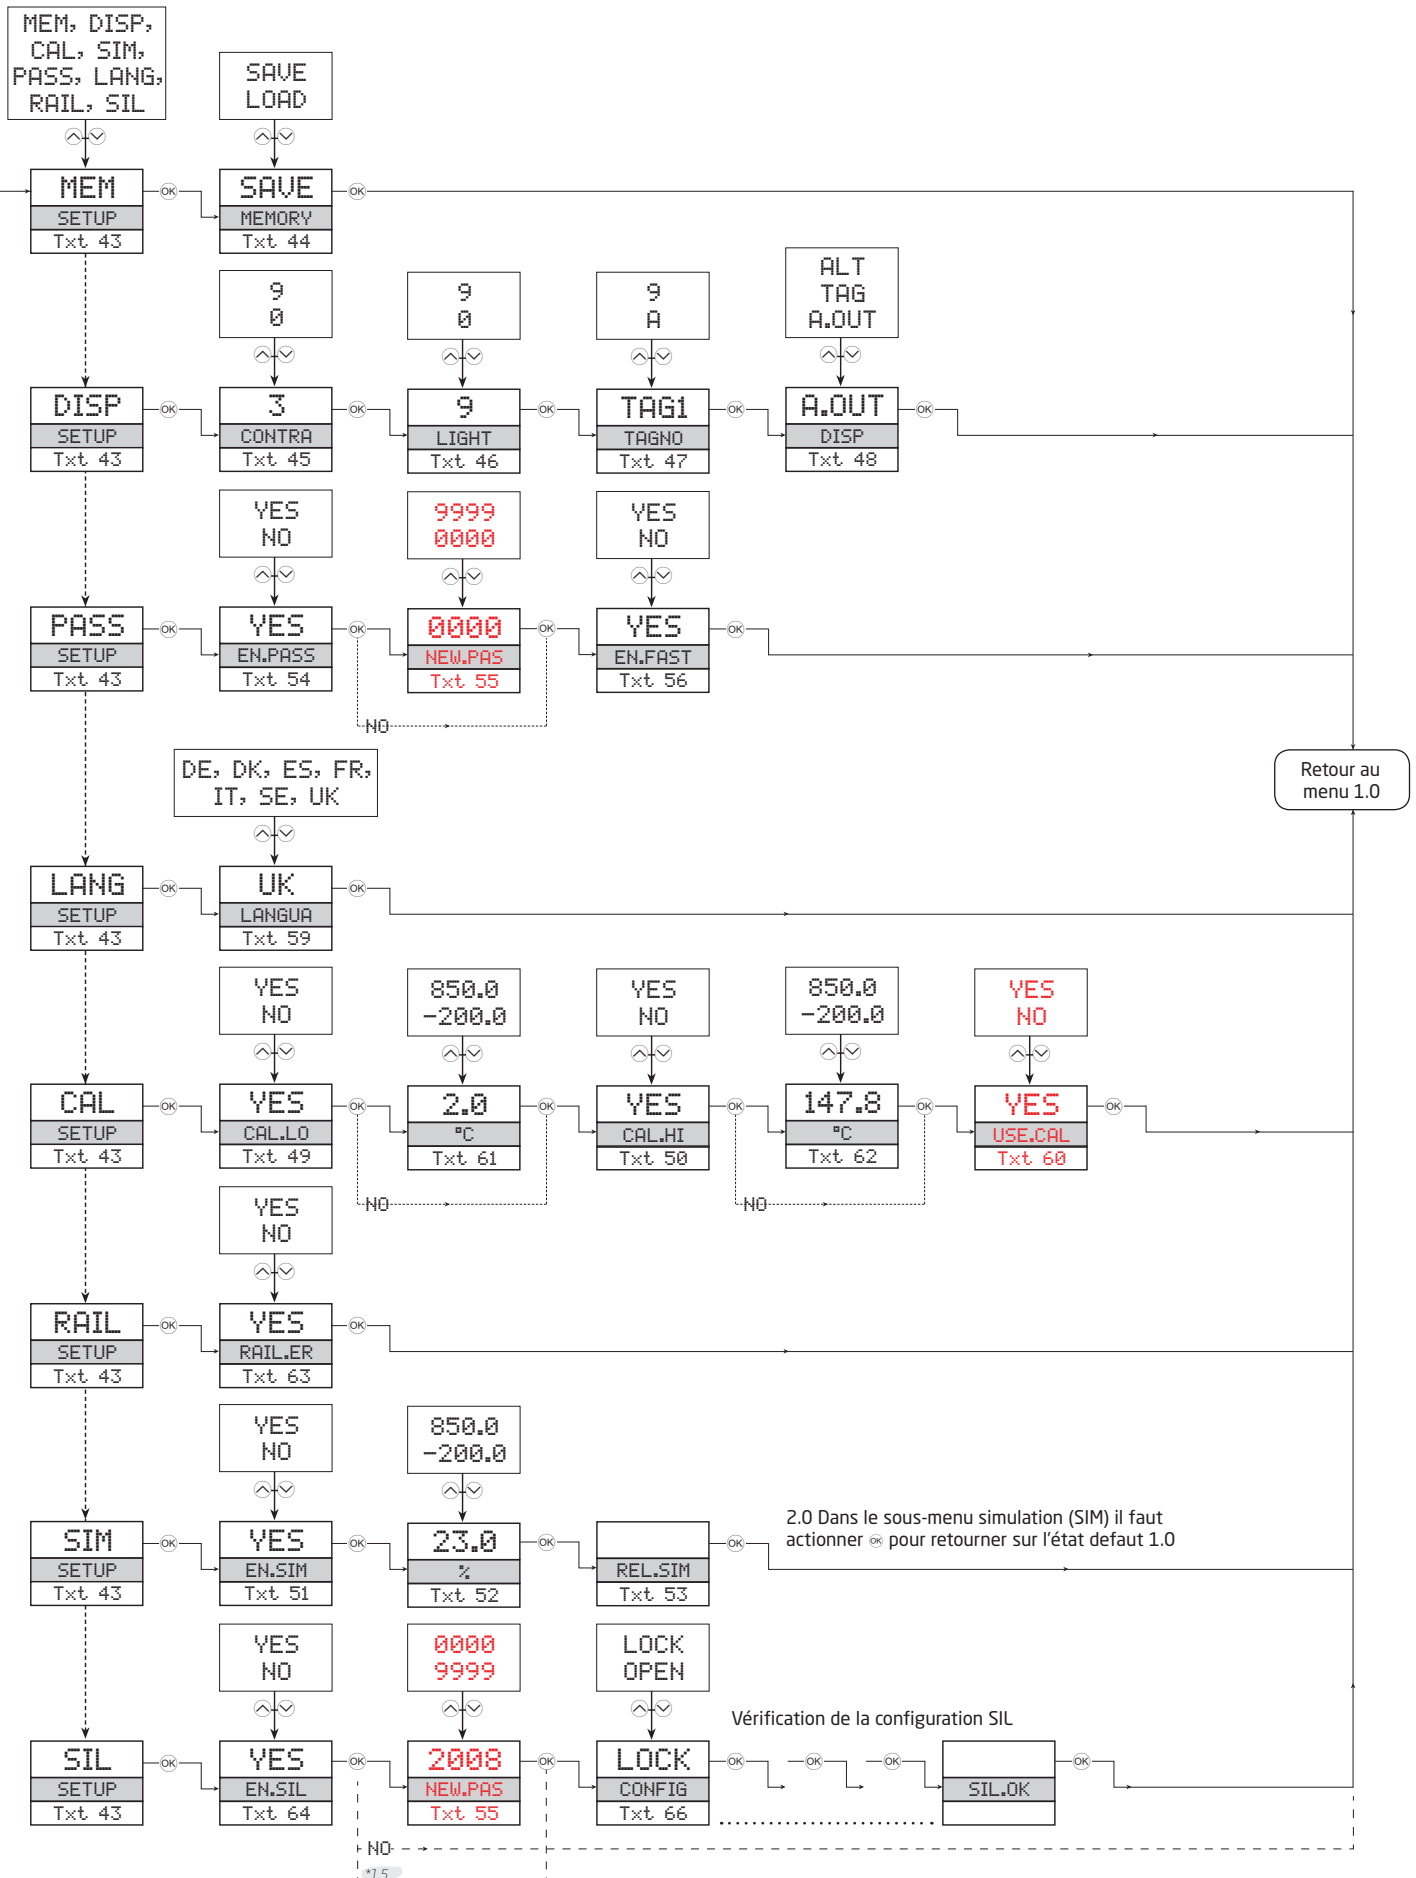 MEM, DISP,
CAL, SIM,
PASS, LANG,
RAIL, SIL
SAVE
LOAD
MEM
SETUP
Txt 43
OK
SAVE
MEMORY
Txt 44
OK
9
0
9
0
9
A
ALT
TAG
A.OUT
DISP
SETUP
Txt 43
OK
3
CONTRA
Txt 45
OK
9
LIGHT
Txt 46
OK
TAG1
TAGNO
Txt 47
OK
A.OUT
DISP
Txt 48
OK
YES
NO
9999
0000
YES
NO
PASS
SETUP
Txt 43
OK
YES
EN.PASS
Txt 54
OK
0000
NEW.PAS
Txt 55
OK
YES
EN.FAST
Txt 56
OK
NO
Retour au
menu 1.0
DE, DK, ES, FR,
IT, SE, UK
LANG
SETUP
Txt 43
OK
UK
LANGUA
Txt 59
OK
YES
NO
850.0
-200.0
YES
NO
850.0
-200.0
YES
NO
CAL
SETUP
Txt 43
OK
YES
CAL.LO
Txt 49
OK
2.0
°C
Txt 61
OK
YES
CAL.HI
Txt 50
OK
147.8
°C
Txt 62
OK
YES
USE.CAL
Txt 60
OK
NO
NO
YES
NO
RAIL
SETUP
Txt 43
OK
YES
RAIL.ER
Txt 63
OK
YES
NO
850.0
-200.0
SIM
SETUP
Txt 43
OK
YES
EN.SIM
Txt 51
OK
23.0
%
Txt 52
OK
REL.SIM
Txt 53
OK
2.0 Dans le sous-menu simulation (SIM) il faut
actionner OK pour retourner sur l'état defaut 1.0
YES
NO
0000
9999
LOCK
OPEN
Vérification de la configuration SIL
SIL
SETUP
Txt 43
OK
YES
EN.SIL
Txt 64
OK
2008
NEW.PAS
Txt 55
OK
LOCK
CONFIG
Txt 66
OK
OK
OK
SIL.OK
OK
NO
*1.5